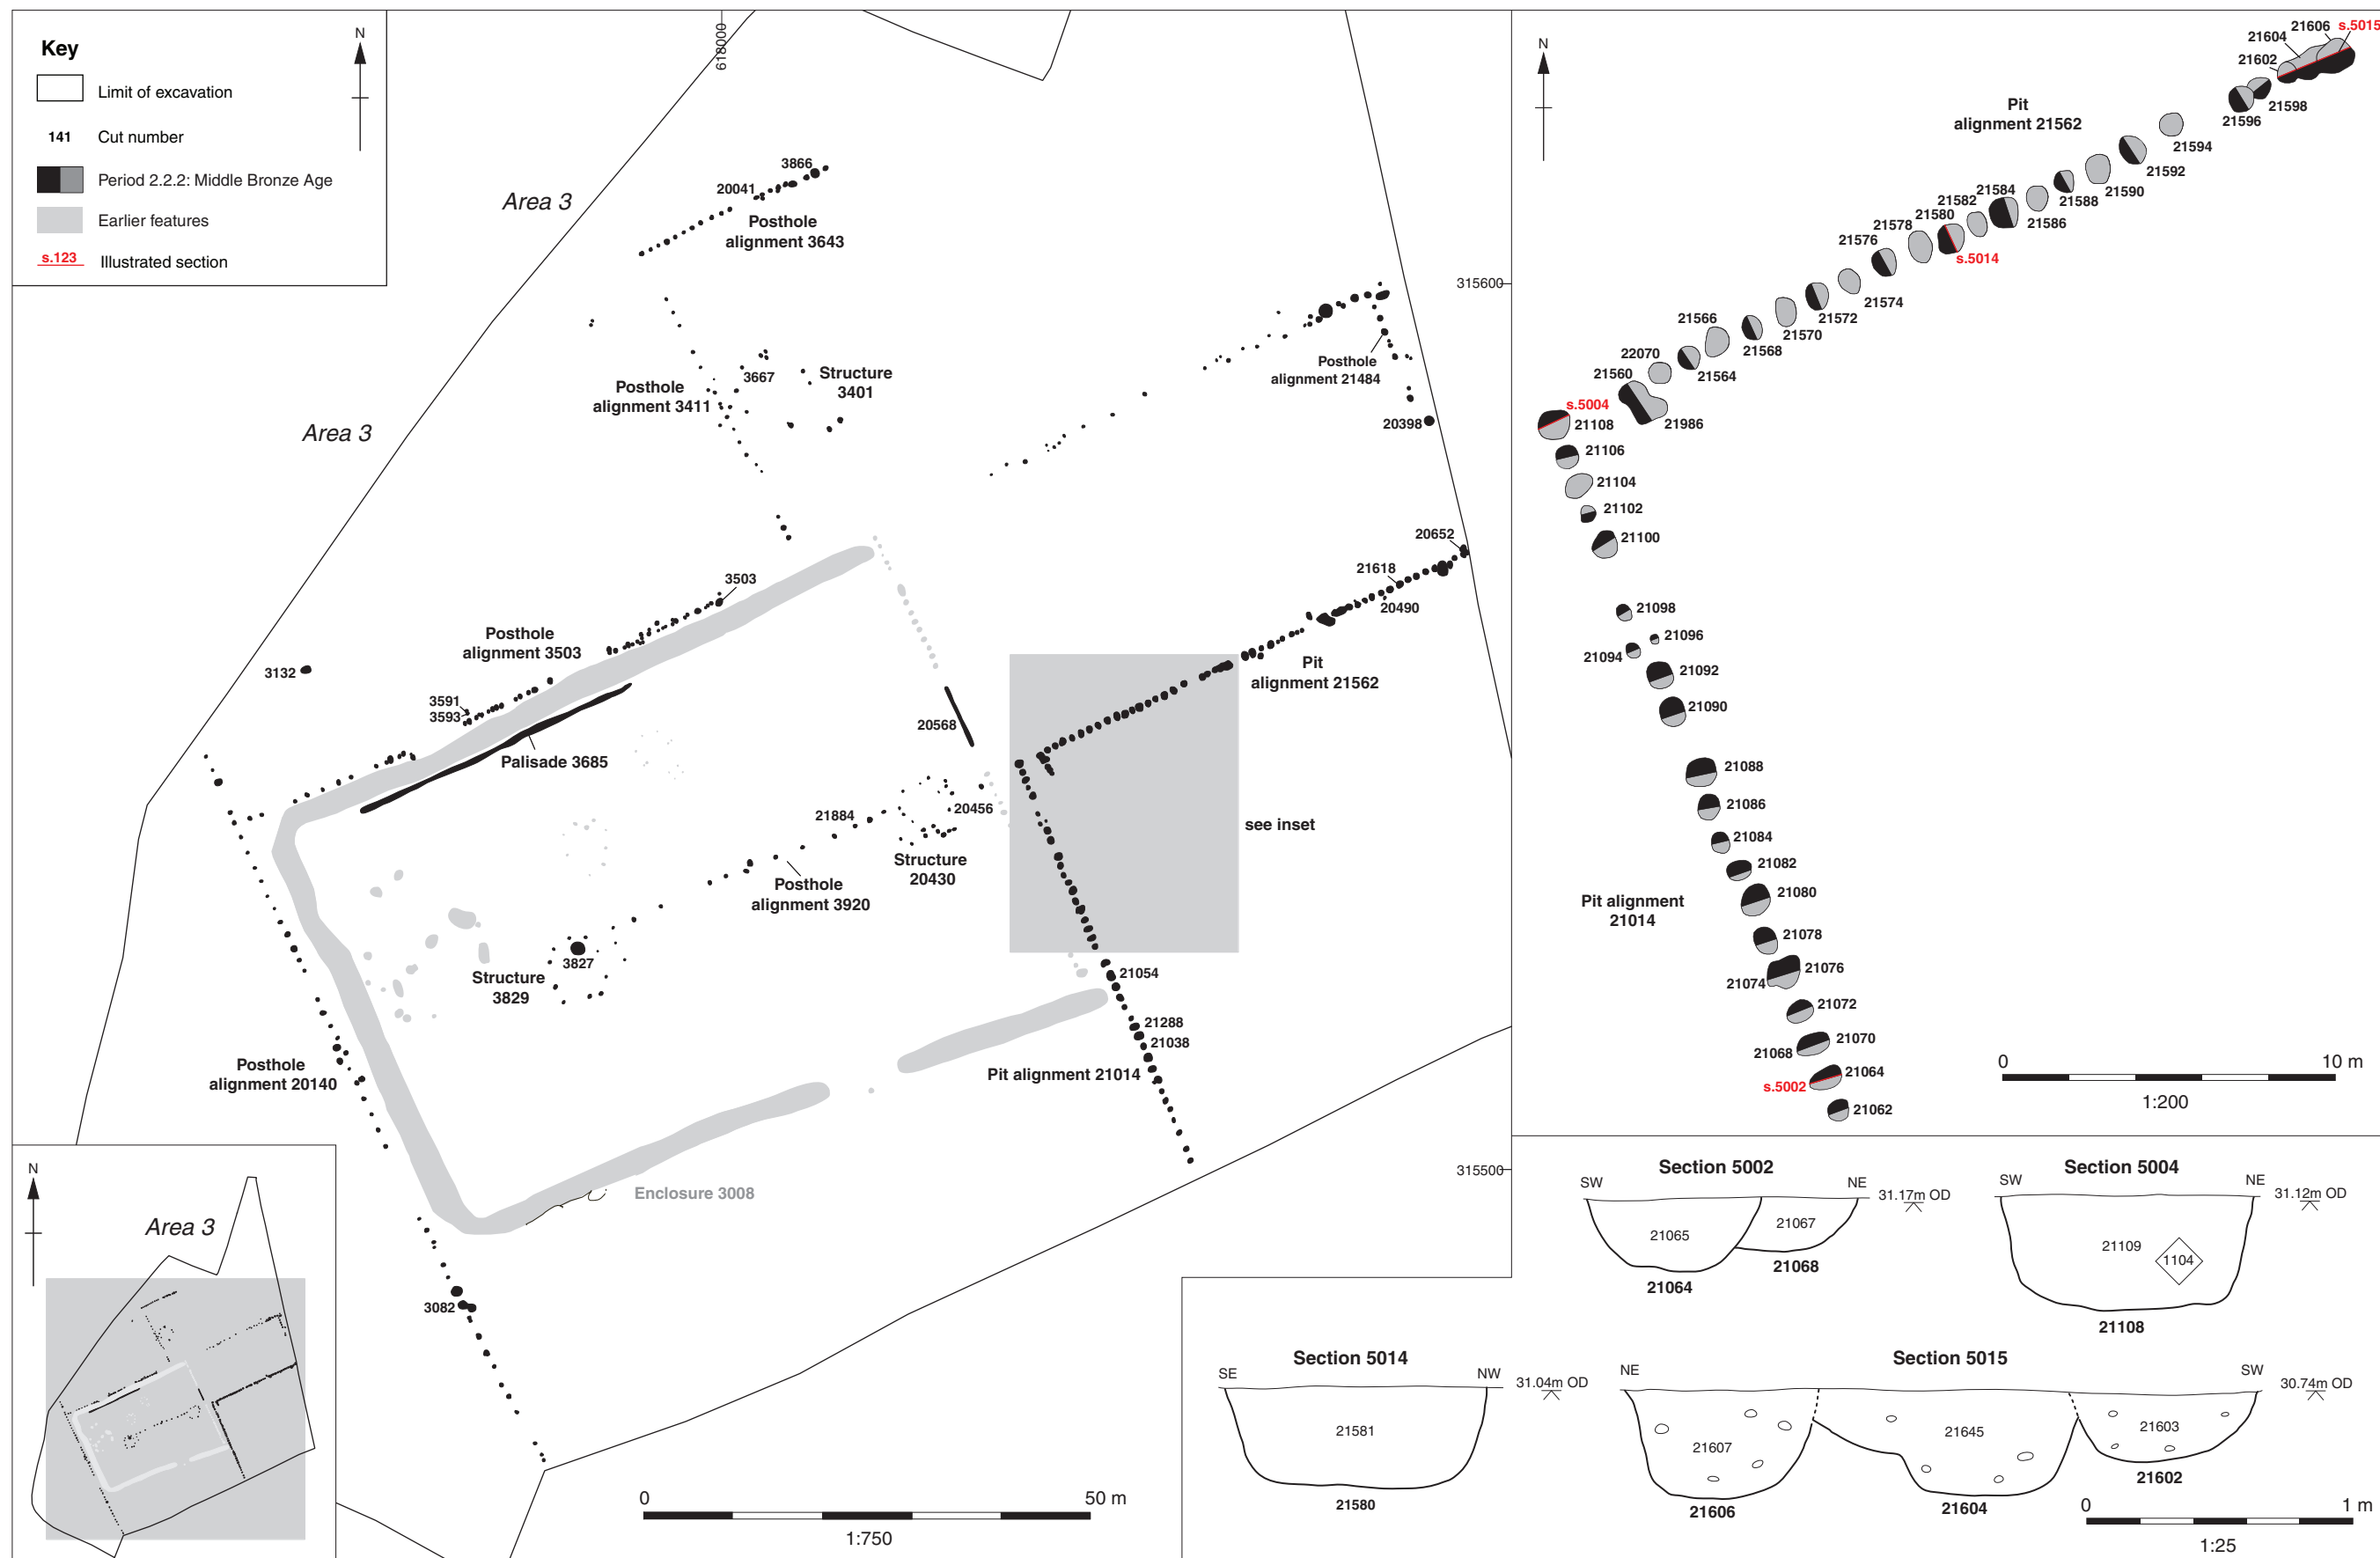 Key
N
Limit of excavation
141 Cut number
Period 2.2.2: Middle Bronze Age
Earlier features
s.123 Illustrated section
618000
315600
315500
Area 3
Area 3
3866
20041
Posthole
alignment 3643
3667
Structure
3401
Posthole
alignment 3411
Posthole
alignment 21484
20398
20652
21618
20490
Pit
alignment 21562
3503
Posthole
alignment 3503
3132
3591
3593
Palisade 3685
20568
see inset
21884
20456
Structure
20430
Posthole
alignment 3920
3827
Structure
3829
21054
21288
21038
Pit alignment 21014
Posthole
alignment 20140
Enclosure 3008
3082
0 50 m
1:750
N
Area 3
N
21606 s.5015
21604
21602
21598
21596
Pit
alignment 21562
21594
21592
21590
21588
21586
21584
21582
21580
s.5014
21578
21576
21574
21572
21570
21568
21566
21564
22070
21560
21986
s.5004
21108
21106
21104
21102
21100
21098
21096
21094
21092
21090
21088
21086
21084
21082
21080
Pit alignment
21014
21078
21076
21074
21072
21070
21068
21064
s.5002
21062
0 10 m
1:200
Section 5002
SW NE
31.17m OD
21065
21067
21064
21068
Section 5004
SW NE
31.12m OD
21109
1104
21108
Section 5014
SE NW
31.04m OD
21581
21580
Section 5015
NE SW
30.74m OD
21607
21645
21603
21606
21604
21602
0 1 m
1:25